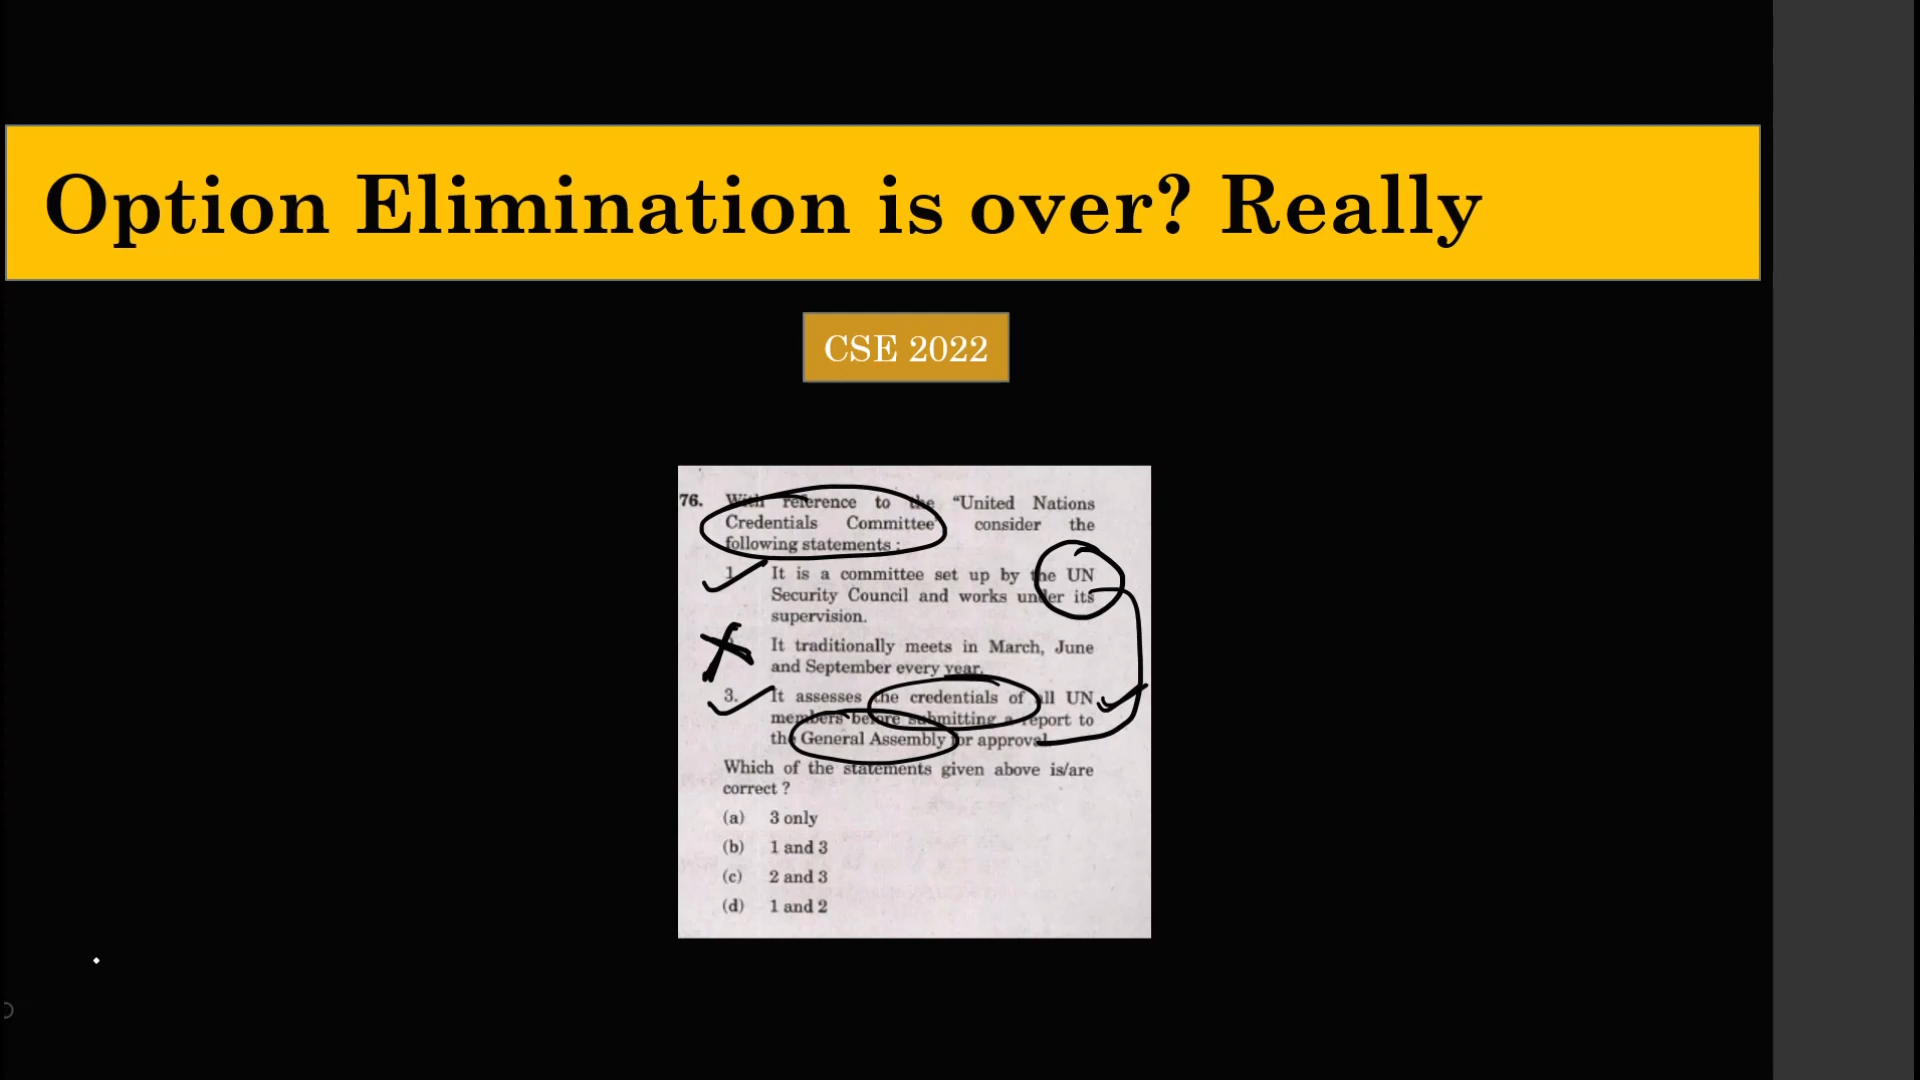 Option Elimination is over? Really
CSE 2022
76. With reference to the "United Nations
Credentials Committee" consider the
following statements :
1. It is a committee set up by the UN
Security Council and works under its
supervision.
It traditionally meets in March, June
and September every year.
3. It assesses the credentials of all UN
members before submitting a report to
the General Assembly for approval.
Which of the statements given above is/are
correct ?
(a) 3 only
(b) 1 and 3
(c) 2 and 3
(d) 1 and 2